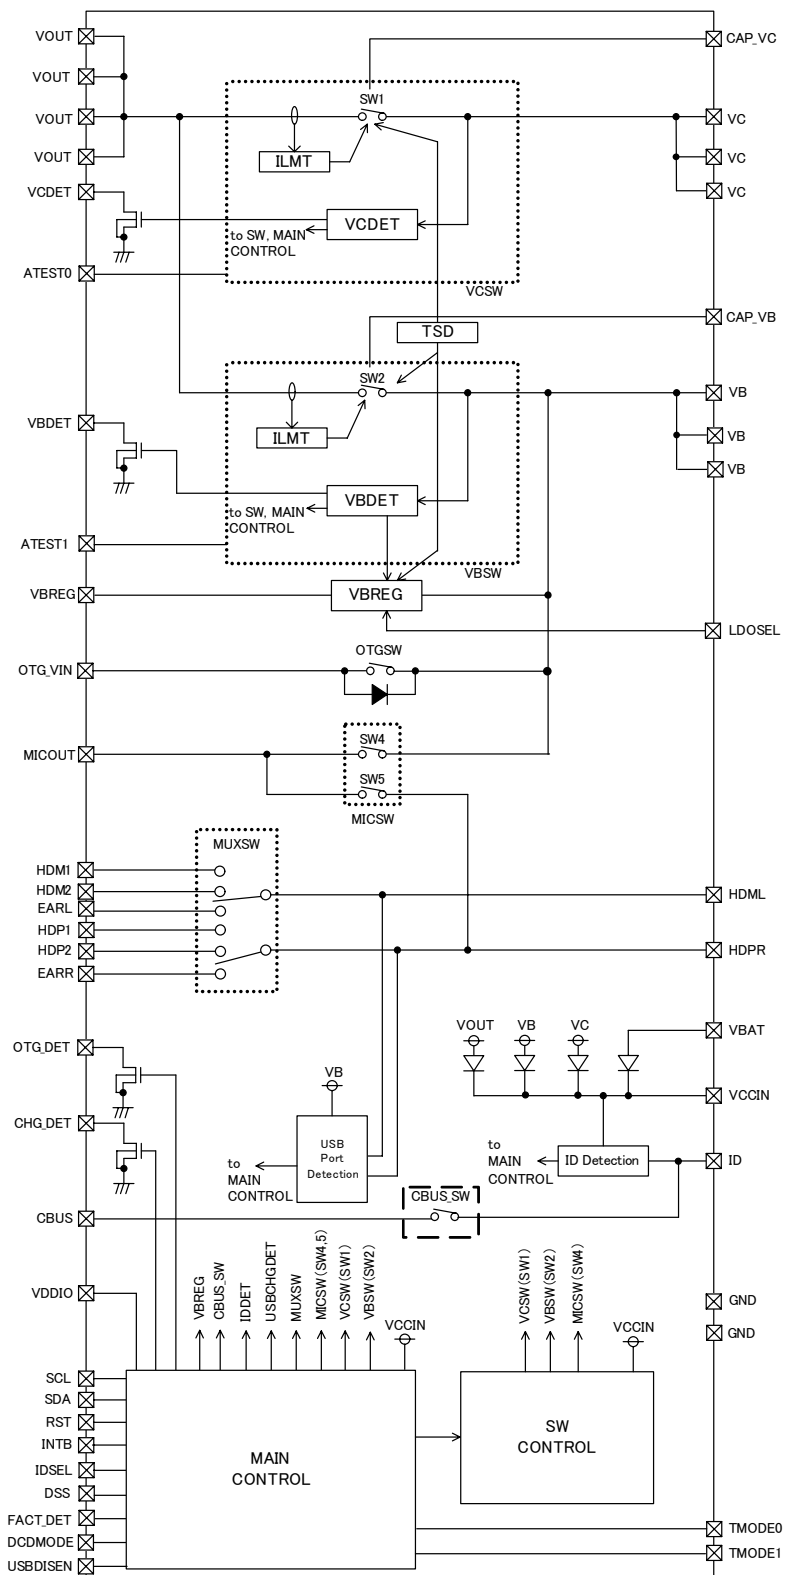 VOUT
CAP_VC
VOUT
SW1
VOUT
VC
VOUT
ILMT
VC
VCDET
VC
VCDET
to SW, MAIN
CONTROL
ATEST0
VCSW
CAP_VB
TSD
SW2
VB
VBDET
ILMT
VB
VB
VBDET
to SW, MAIN
CONTROL
ATEST1
VBSW
VBREG
VBREG
LDOSEL
OTGSW
OTG_VIN
SW4
MICOUT
SW5
MICSW
MUXSW
HDM1
HDM2
HDML
EARL
HDP1
HDP2
HDPR
EARR
VOUT
VB
VC
VBAT
OTG_DET
VB
VCCIN
CHG_DET
USB
Port
Detection
to
MAIN
CONTROL
to
MAIN
CONTROL
ID Detection
ID
CBUS_SW
CBUS
VBREG
CBUS_SW
IDDET
USBCHGDET
MUXSW
MICSW(SW4,5)
VCSW(SW1)
VBSW(SW2)
VCCIN
VCSW(SW1)
VBSW(SW2)
MICSW(SW4)
VCCIN
VDDIO
GND
GND
SCL
SDA
RST
INTB
IDSEL
DSS
FACT_DET
DCDMODE
USBDISEN
MAIN
CONTROL
SW
CONTROL
TMODE0
TMODE1